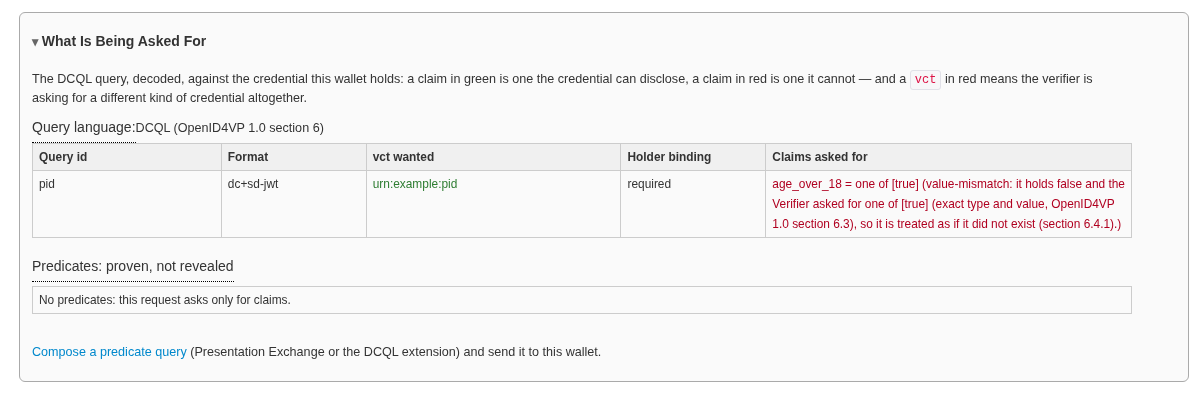 ▾ What Is Being Asked For
The DCQL query, decoded, against the credential this wallet holds: a claim in green is one the credential can disclose, a claim in red is one it cannot — and a vct in red means the verifier is
asking for a different kind of credential altogether.
Query language:DCQL (OpenID4VP 1.0 section 6)
Query id Format vct wanted Holder binding Claims asked for
pid dc+sd-jwt urn:example:pid required age_over_18 = one of [true] (value-mismatch: it holds false and the
Verifier asked for one of [true] (exact type and value, OpenID4VP
1.0 section 6.3), so it is treated as if it did not exist (section 6.4.1).)
Predicates: proven, not revealed
No predicates: this request asks only for claims.
Compose a predicate query (Presentation Exchange or the DCQL extension) and send it to this wallet.